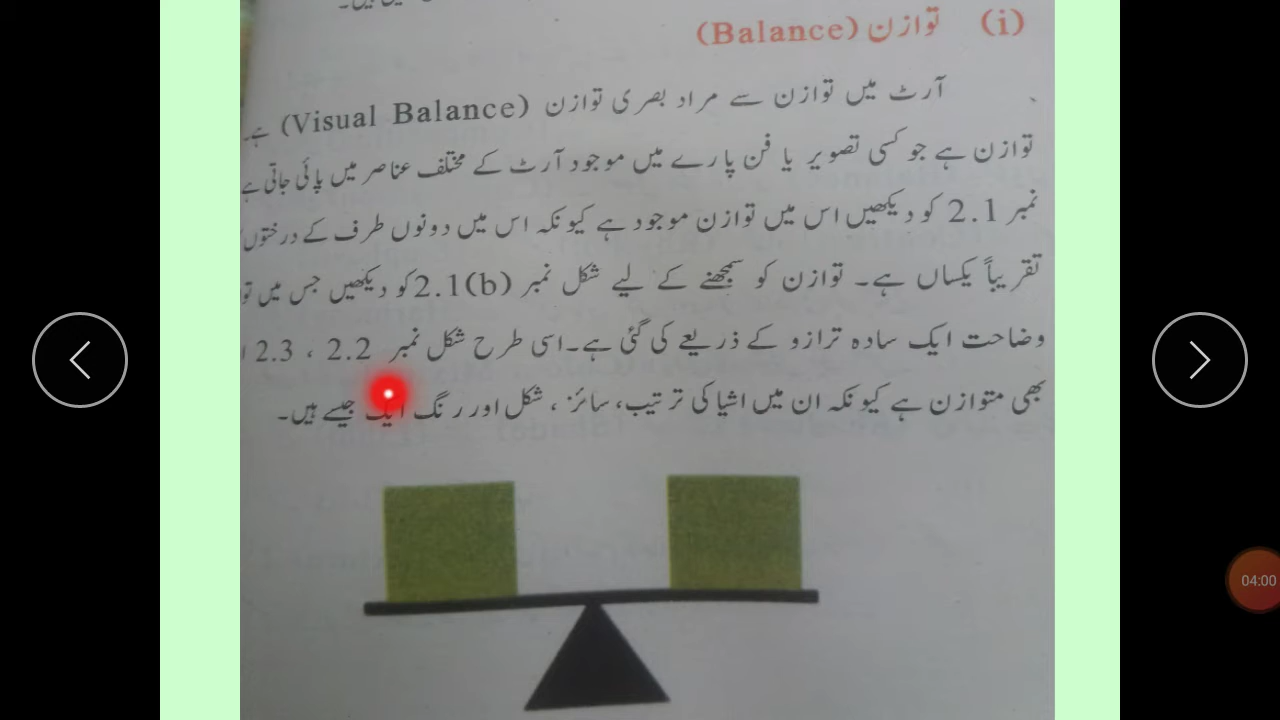 (i) توازن (Balance)
آرٹ میں توازن سے مراد بصری توازن (Visual Balance) ہے۔
توازن ہے جو کسی تصویر یا فن پارے میں موجود آرٹ کے مختلف عناصر میں پائی جاتی ہے
نمبر 2.1 کو دیکھیں اس میں توازن موجود ہے کیونکہ اس میں دونوں طرف کے درختوں
تقریباً یکساں ہے۔ توازن کو سمجھنے کے لیے شکل نمبر 2.1(b) کو دیکھیں جس میں تو
وضاحت ایک سادہ ترازو کے ذریعے کی گئی ہے۔اسی طرح شکل نمبر 2.2 ، 2.3 ا
بھی متوازن ہے کیونکہ ان میں اشیا کی ترتیب، سائز، شکل اور رنگ ایک جیسے ہیں۔
04:00